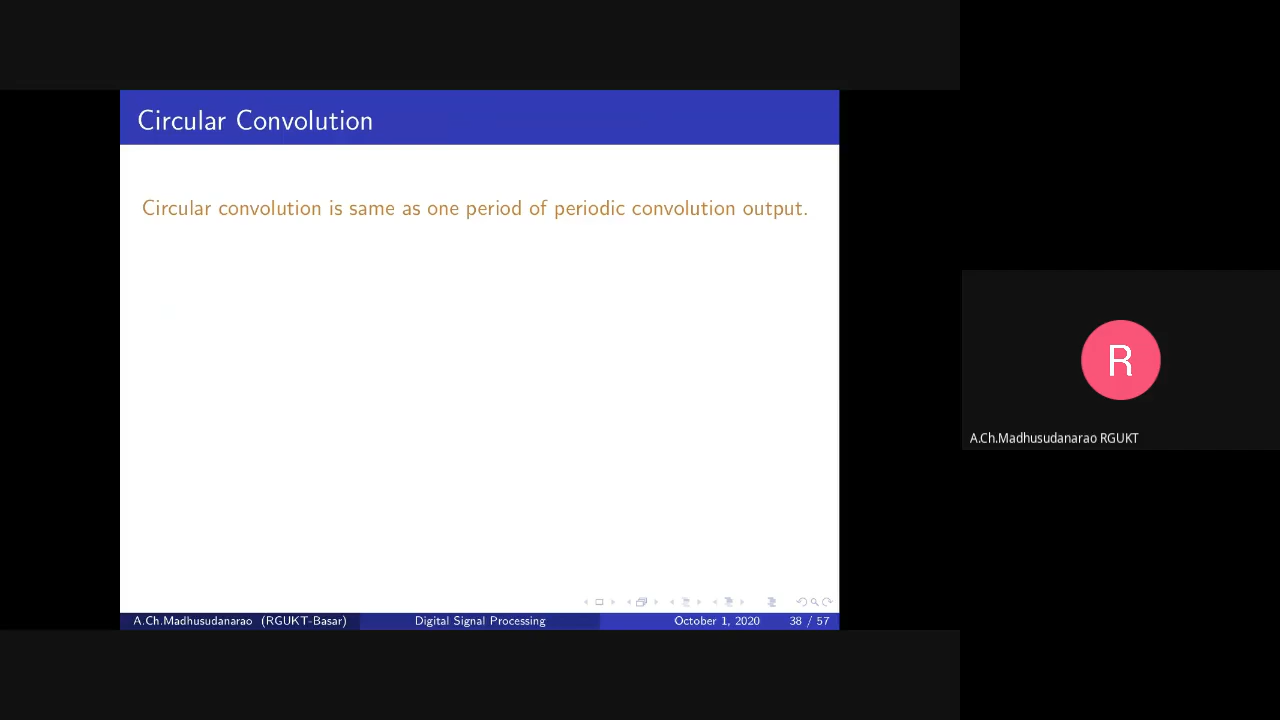 Circular Convolution
Circular convolution is same as one period of periodic convolution output.
R
A.Ch.Madhusudanarao RGUKT
A.Ch.Madhusudanarao (RGUKT-Basar) Digital Signal Processing October 1, 2020 38 / 57